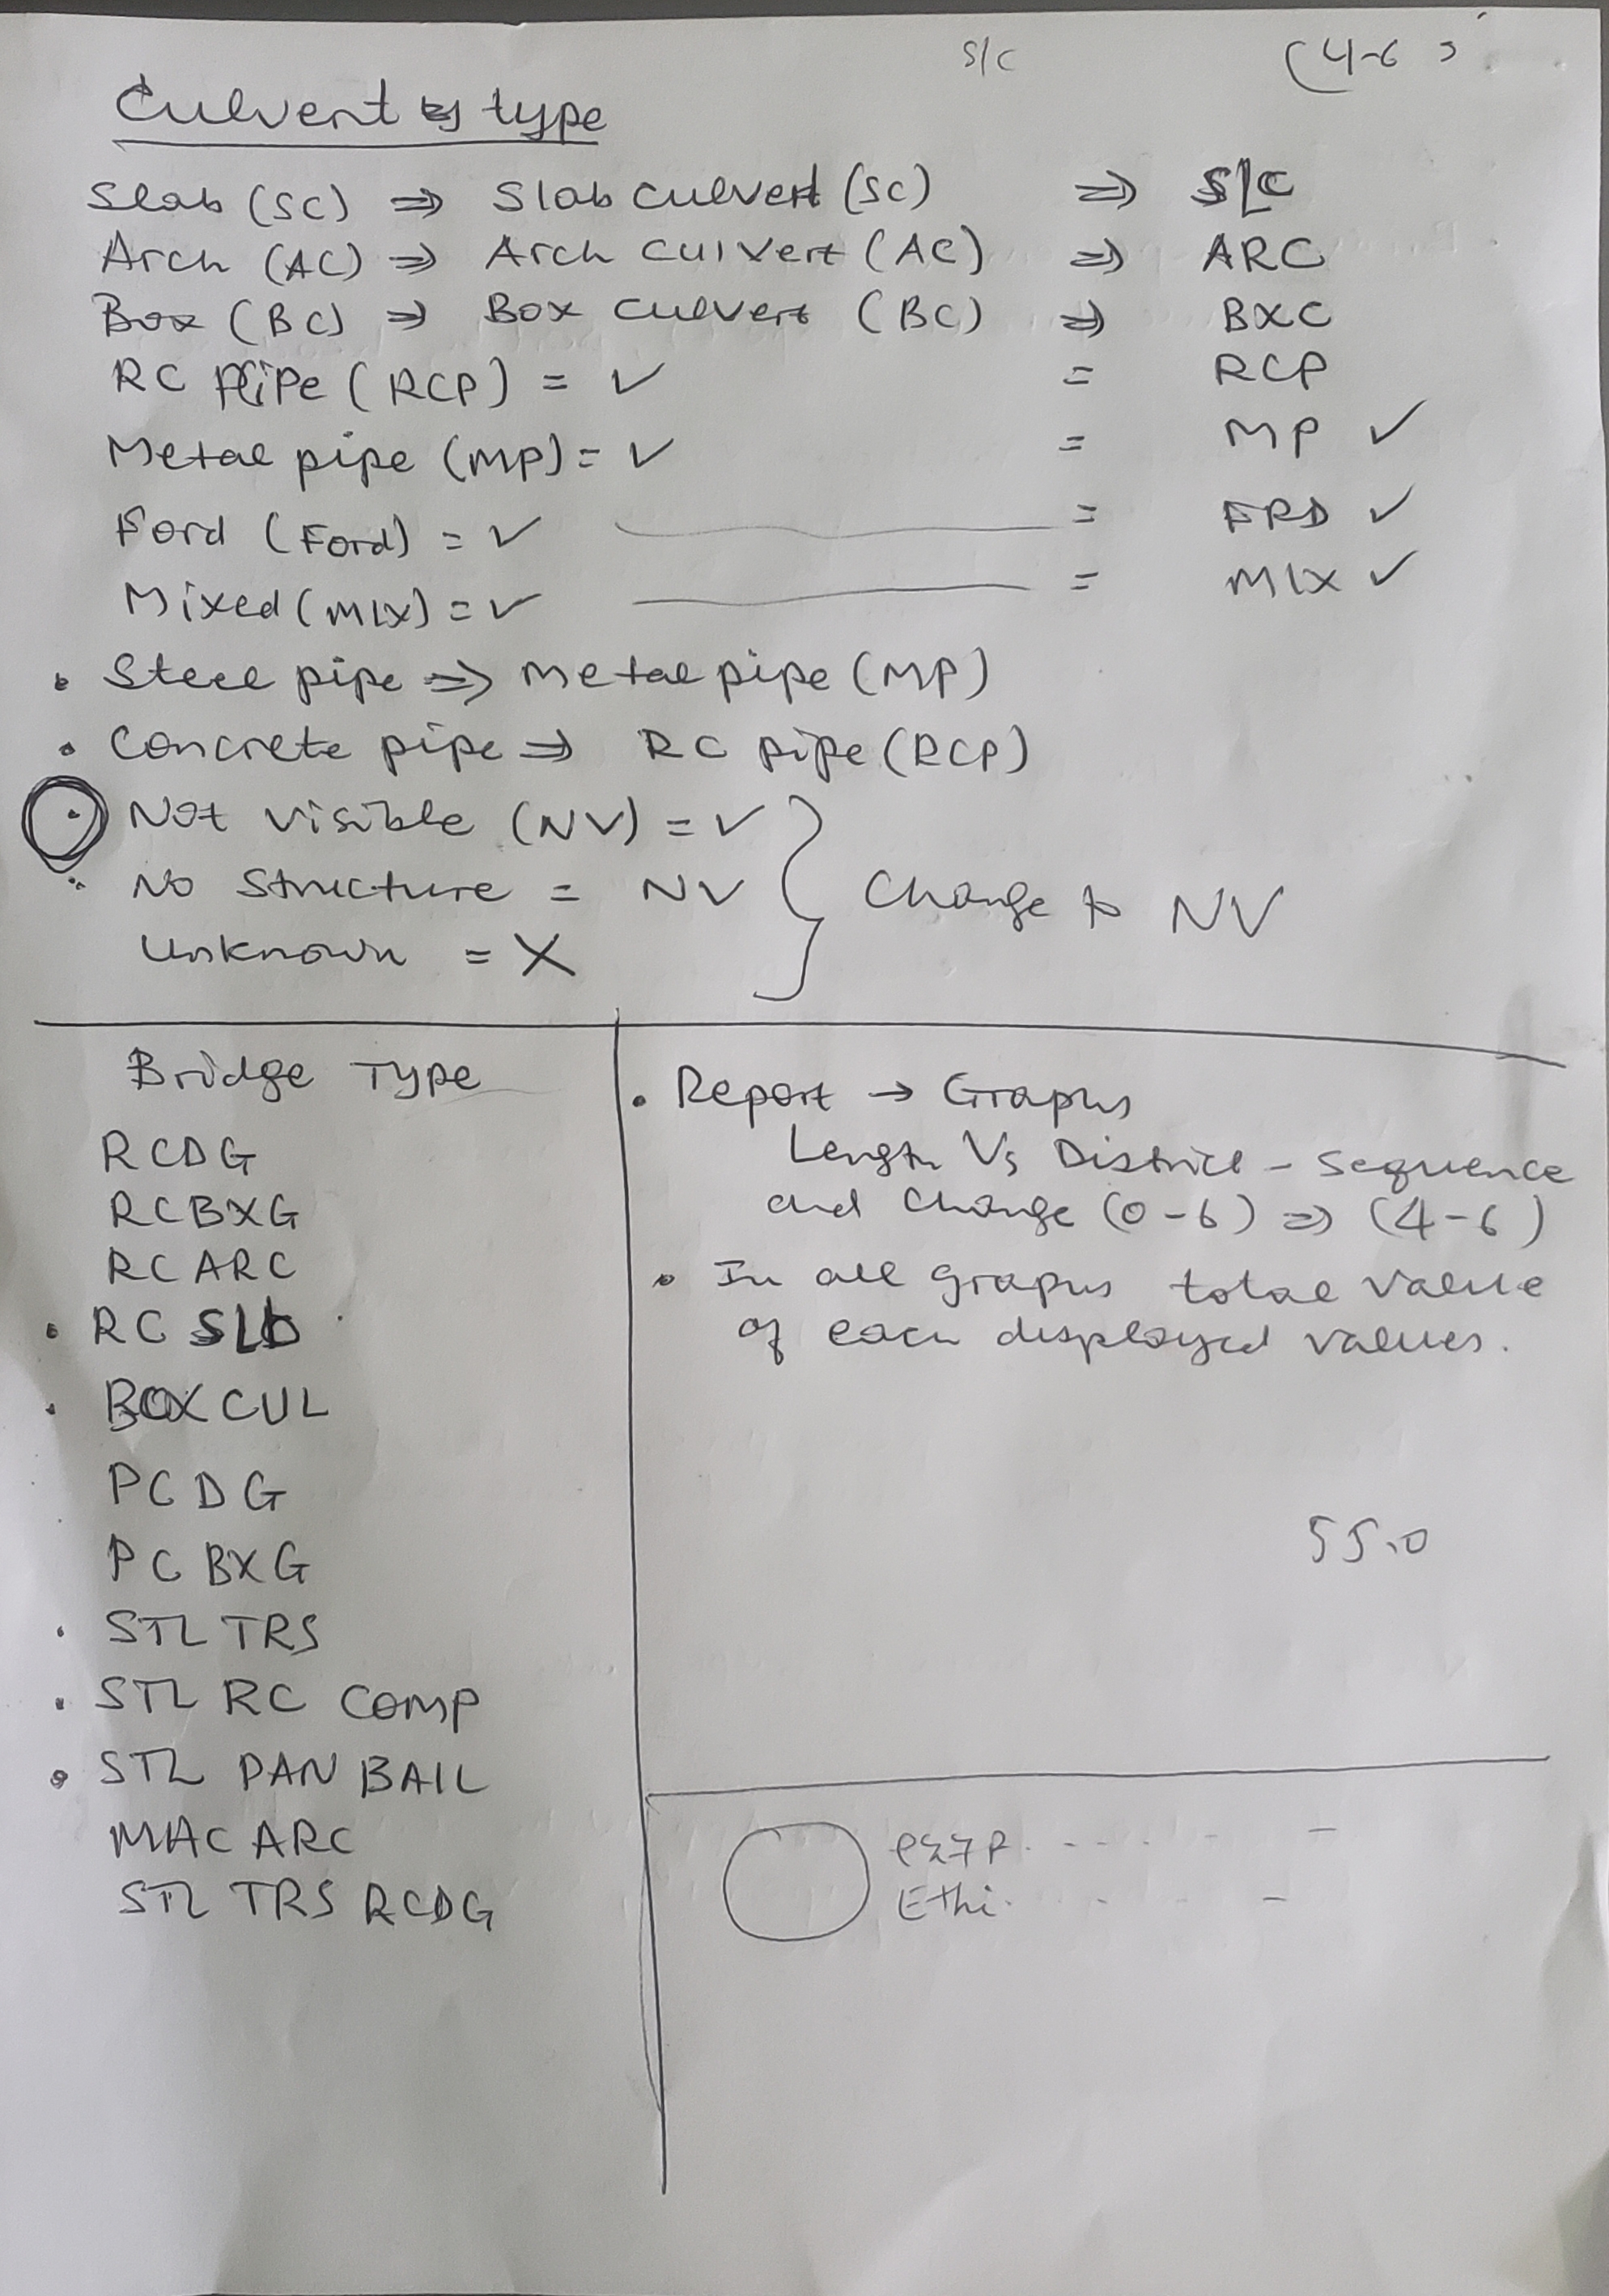 S/C (4-6)
Culvert by type
Slab (SC) ⇒ Slab culvert (SC) ⇒ SLC
Arch (AC) ⇒ Arch culvert (AC) ⇒ ARC
Box (BC) ⇒ Box culvert (BC) ⇒ BXC
RC Pipe (RCP) = ✓ = RCP
Metal pipe (MP) = ✓ = MP ✓
Ford (Ford) = ✓ = FRD ✓
Mixed (MIX) = ✓ = MIX ✓
• Steel pipe ⇒ Metal pipe (MP)
• Concrete pipe ⇒ RC pipe (RCP)
• Not visible (NV) = ✓
No Structure = NV } Change to NV
Unknown = X
Bridge Type
RCDG
RCBXG
RC ARC
• RC SLb
• BOX CUL
PCDG
PC BXG
• STL TRS
• STL RC COMP
• STL PAN BAIL
MAC ARC
STL TRS RCDG
• Report → Graphs
Length Vs District - Sequence
and Change (0-6) ⇒ (4-6)
• In all graphs total value
of each displayed values.
55.0
Ethi.